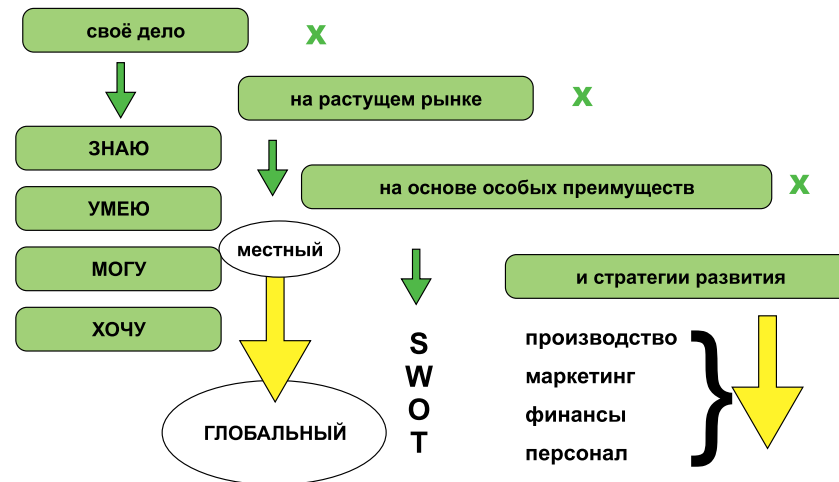 своё дело
х
на растущем рынке
х
ЗНАЮ
на основе особых преимуществ
х
УМЕЮ
местный
МОГУ
и стратегии развития
ХОЧУ
S
W
O
T
производство
маркетинг
финансы
персонал
ГЛОБАЛЬНЫЙ